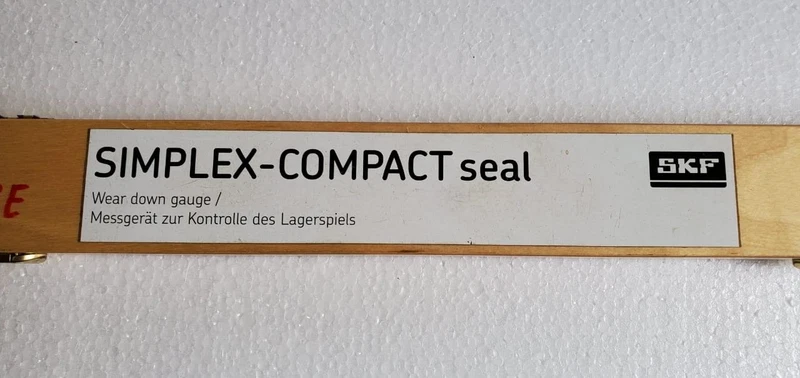 SIMPLEX-COMPACT seal
SKF
Wear down gauge /
Messgerät zur Kontrolle des Lagerspiels